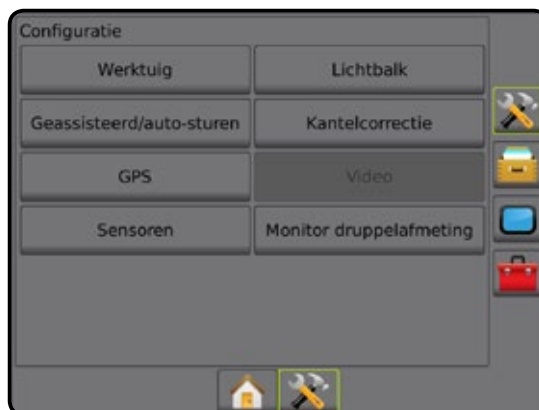 Configuratie
Werktuig
Lichtbalk
Geassisteerd/auto-sturen
Kantelcorrectie
GPS
Video
Sensoren
Monitor druppelafmeting